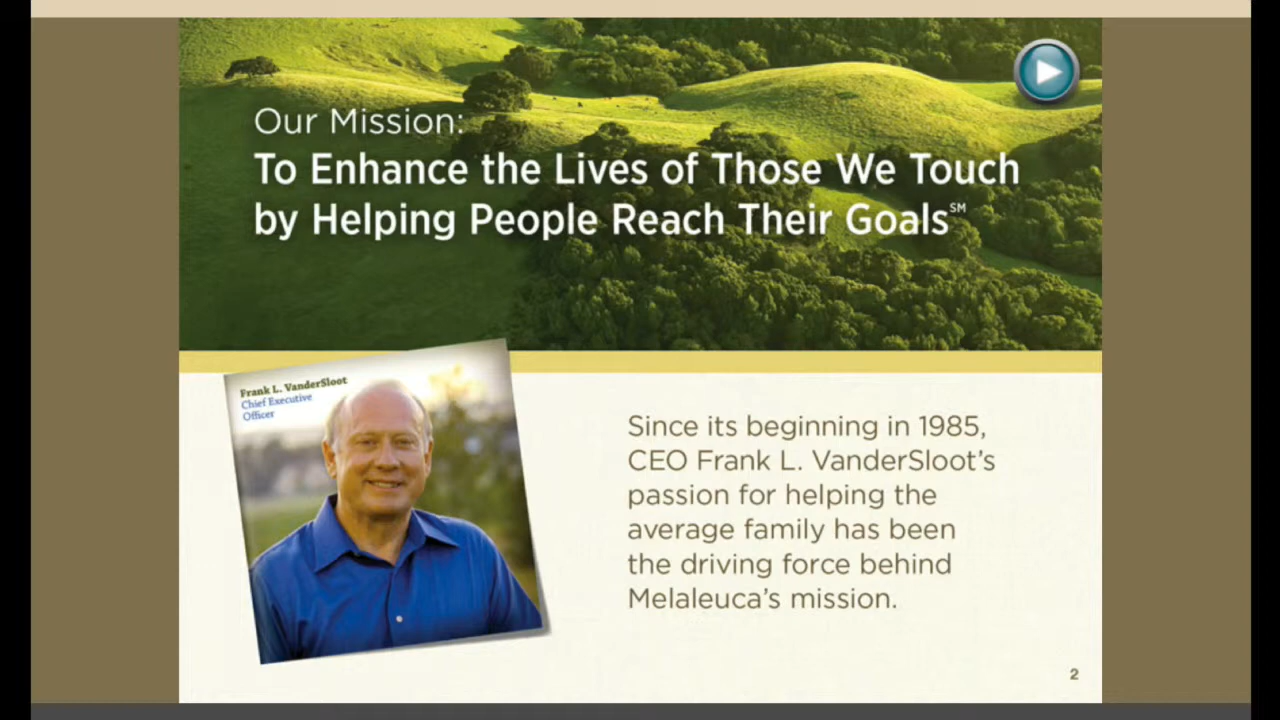 Our Mission:
To Enhance the Lives of Those We Touch
by Helping People Reach Their Goals℠
Frank L. VanderSloot
Chief Executive
Officer
Since its beginning in 1985,
CEO Frank L. VanderSloot's
passion for helping the
average family has been
the driving force behind
Melaleuca's mission.
2